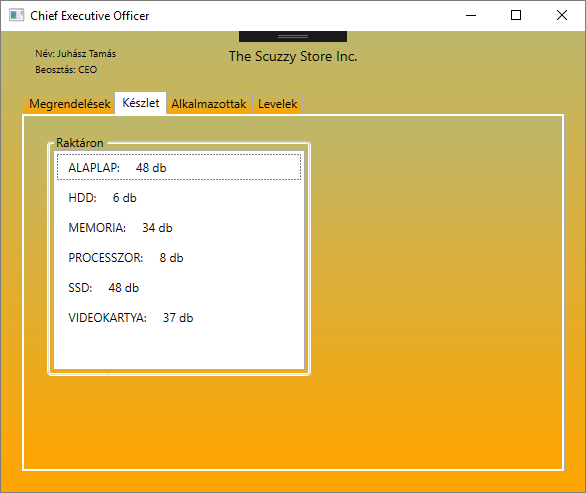 Chief Executive Officer
Név: Juhász Tamás
Beosztás: CEO
The Scuzzy Store Inc.
Megrendelések Készlet Alkalmazottak Levelek
Raktáron
ALAPLAP: 48 db
HDD: 6 db
MEMORIA: 34 db
PROCESSZOR: 8 db
SSD: 48 db
VIDEOKARTYA: 37 db